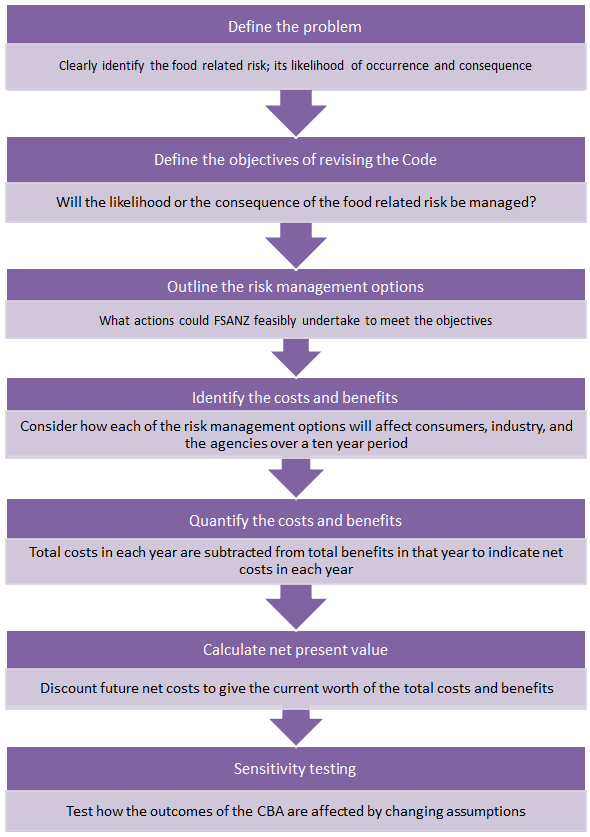 Define the problem
Clearly identify the food related risk; its likelihood of occurrence and consequence
Define the objectives of revising the Code
Will the likelihood or the consequence of the food related risk be managed?
Outline the risk management options
What actions could FSANZ feasibly undertake to meet the objectives
Identify the costs and benefits
Consider how each of the risk management options will affect consumers, industry, and
the agencies over a ten year period
Quantify the costs and benefits
Total costs in each year are subtracted from total benefits in that year to indicate net
costs in each year
Calculate net present value
Discount future net costs to give the current worth of the total costs and benefits
Sensitivity testing
Test how the outcomes of the CBA are affected by changing assumptions